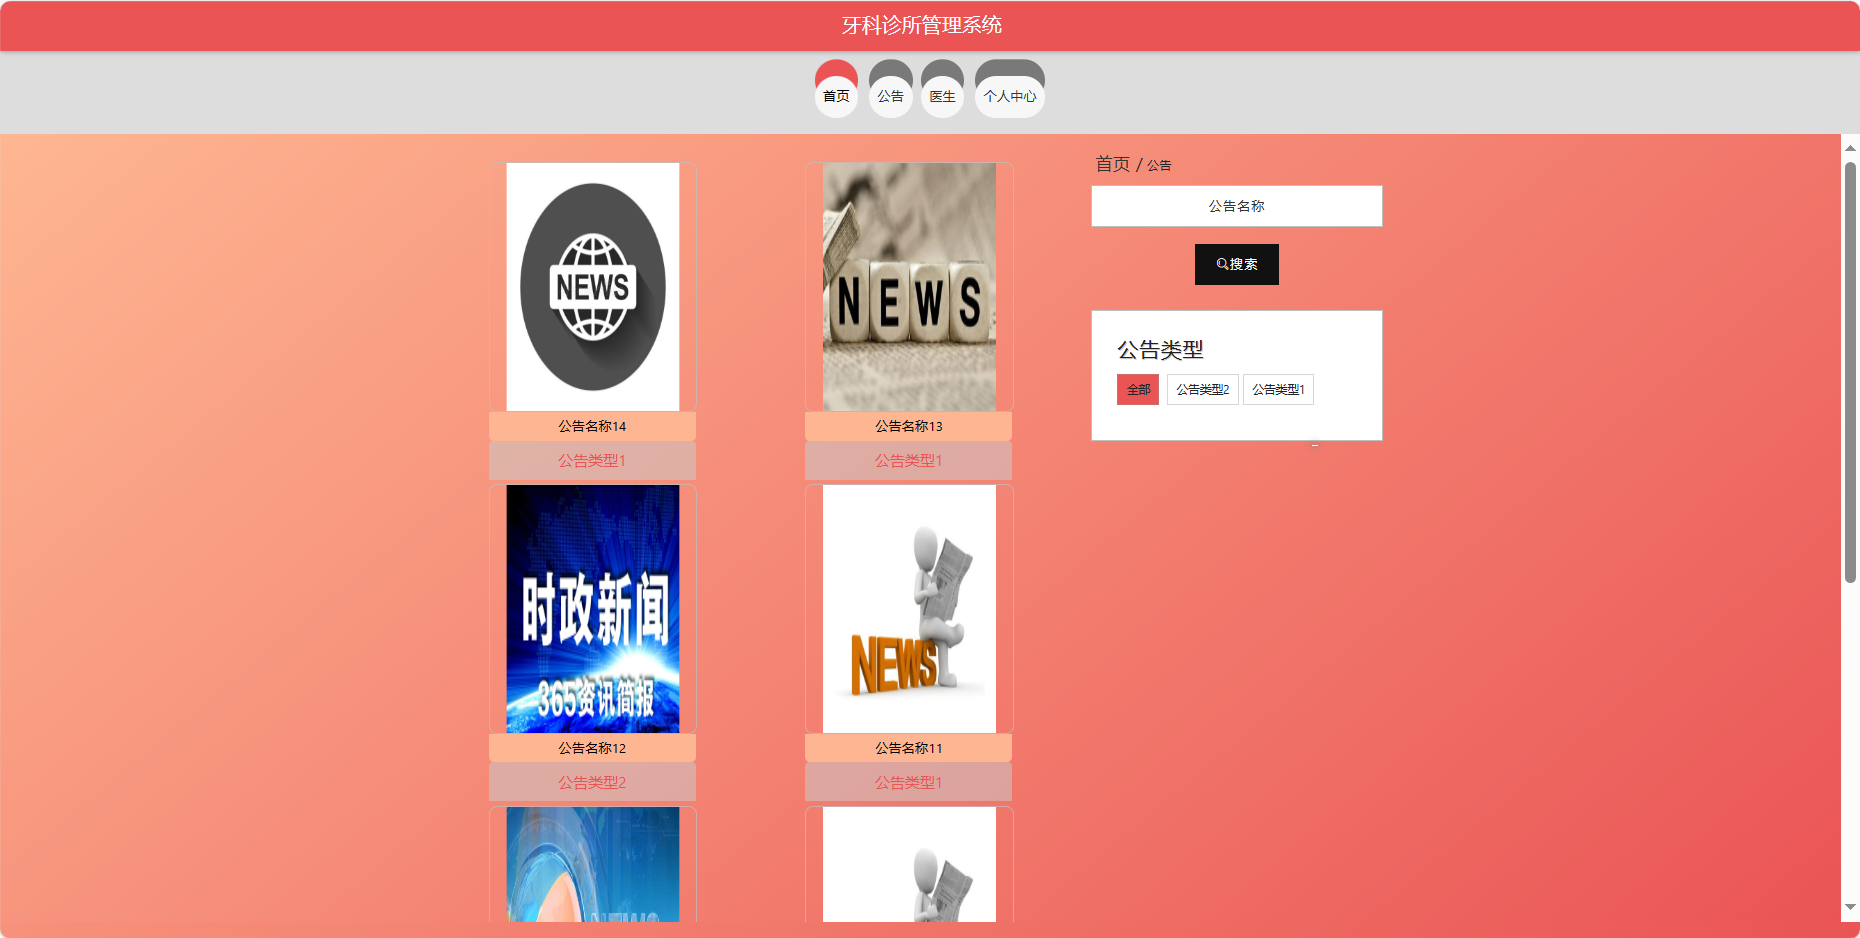 牙科诊所管理系统
首页
公告
医生
个人中心
首页 / 公告
公告名称
搜索
公告类型
全部
公告类型2
公告类型1
NEWS
NEWS
公告名称14
公告名称13
公告类型1
公告类型1
时政新闻
365资讯简报
NEWS
公告名称12
公告名称11
公告类型2
公告类型1
NEWS